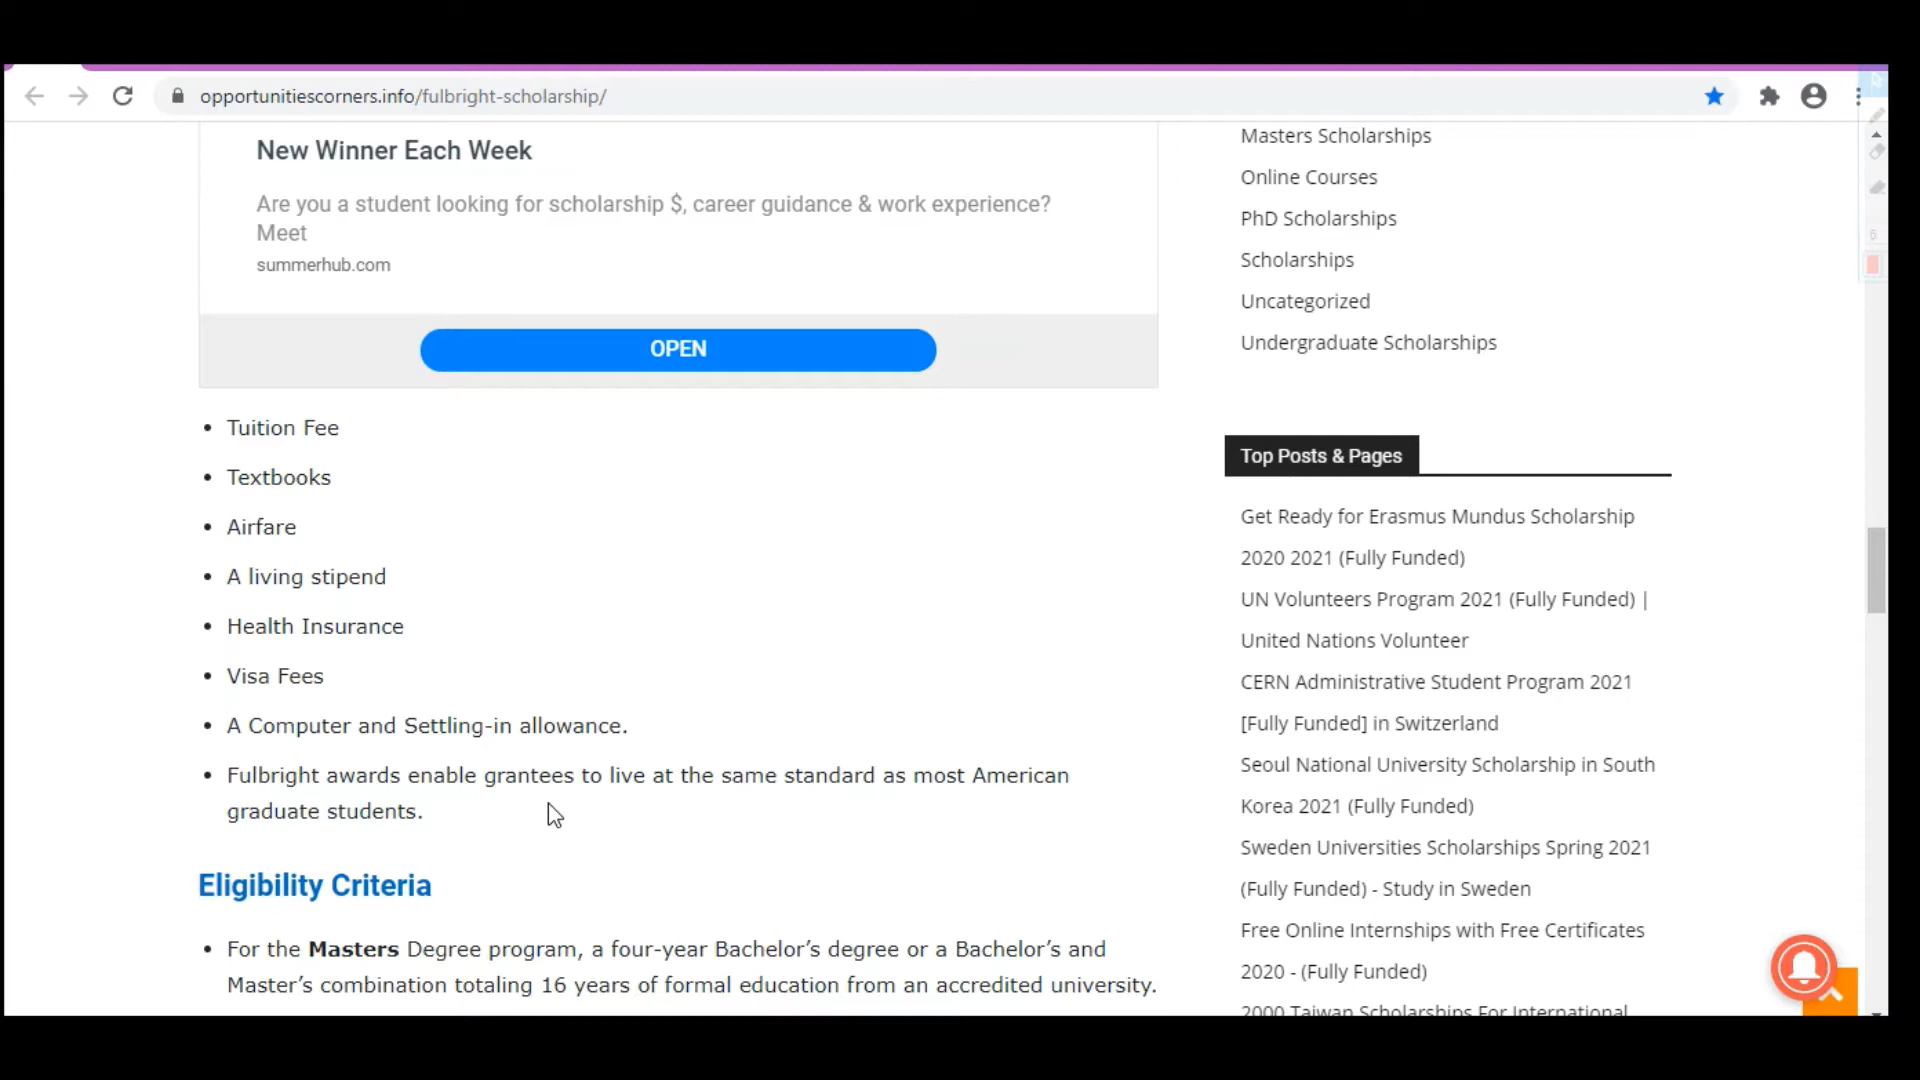 opportunitiescorners.info/fulbright-scholarship/
New Winner Each Week
Are you a student looking for scholarship $, career guidance & work experience?
Meet
summerhub.com
OPEN
• Tuition Fee
• Textbooks
• Airfare
• A living stipend
• Health Insurance
• Visa Fees
• A Computer and Settling-in allowance.
• Fulbright awards enable grantees to live at the same standard as most American
graduate students.
Eligibility Criteria
• For the Masters Degree program, a four-year Bachelor’s degree or a Bachelor’s and
Master’s combination totaling 16 years of formal education from an accredited university.
Masters Scholarships
Online Courses
PhD Scholarships
Scholarships
Uncategorized
Undergraduate Scholarships
Top Posts & Pages
Get Ready for Erasmus Mundus Scholarship
2020 2021 (Fully Funded)
UN Volunteers Program 2021 (Fully Funded) |
United Nations Volunteer
CERN Administrative Student Program 2021
[Fully Funded] in Switzerland
Seoul National University Scholarship in South
Korea 2021 (Fully Funded)
Sweden Universities Scholarships Spring 2021
(Fully Funded) - Study in Sweden
Free Online Internships with Free Certificates
2020 - (Fully Funded)
2000 Taiwan Scholarships For International
6